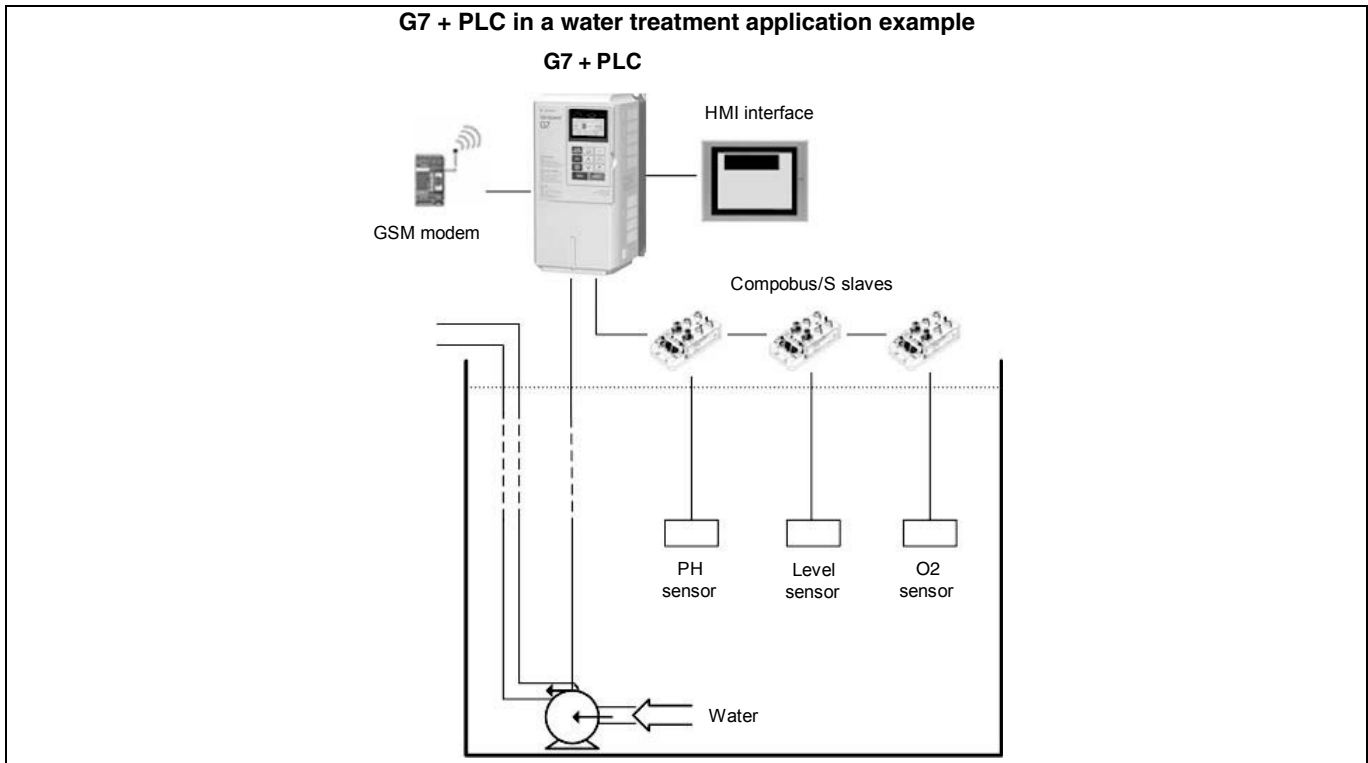 G7 + PLC in a water treatment application example
G7 + PLC
HMI interface
G7
GSM modem
Compobus/S slaves
PH
sensor
Level
sensor
O2
sensor
Water